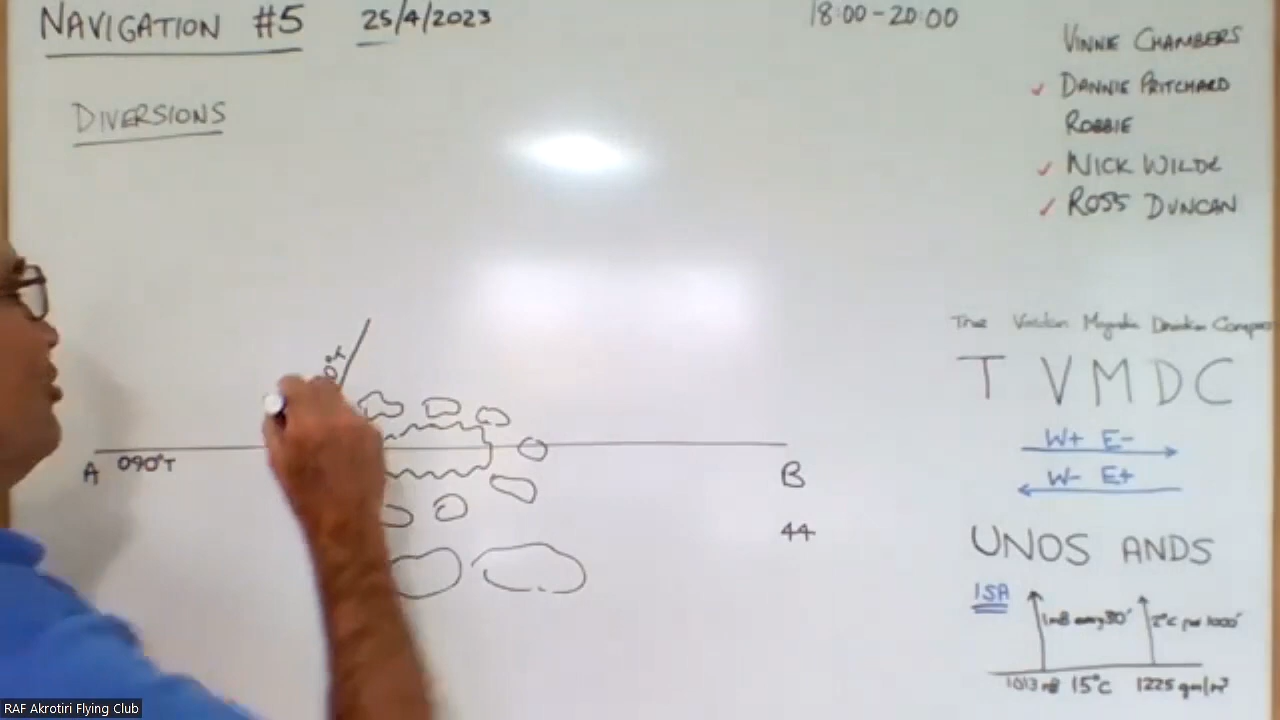 NAVIGATION #5 25/4/2023 18:00-20:00
DIVERSIONS
VINNIE CHAMBERS
✓ DANNIE PRITCHARD
ROBBIE
✓ NICK WILDE
✓ ROSS DUNCAN
A 090°T
B
44
True Variation Magnetic Deviation Compass
T V M D C
W+ E-
W- E+
UNOS ANDS
ISA
1mB every 30' 2°C per 1000'
1013 mB 15°C 1225 gm/m³
RAF Akrotiri Flying Club